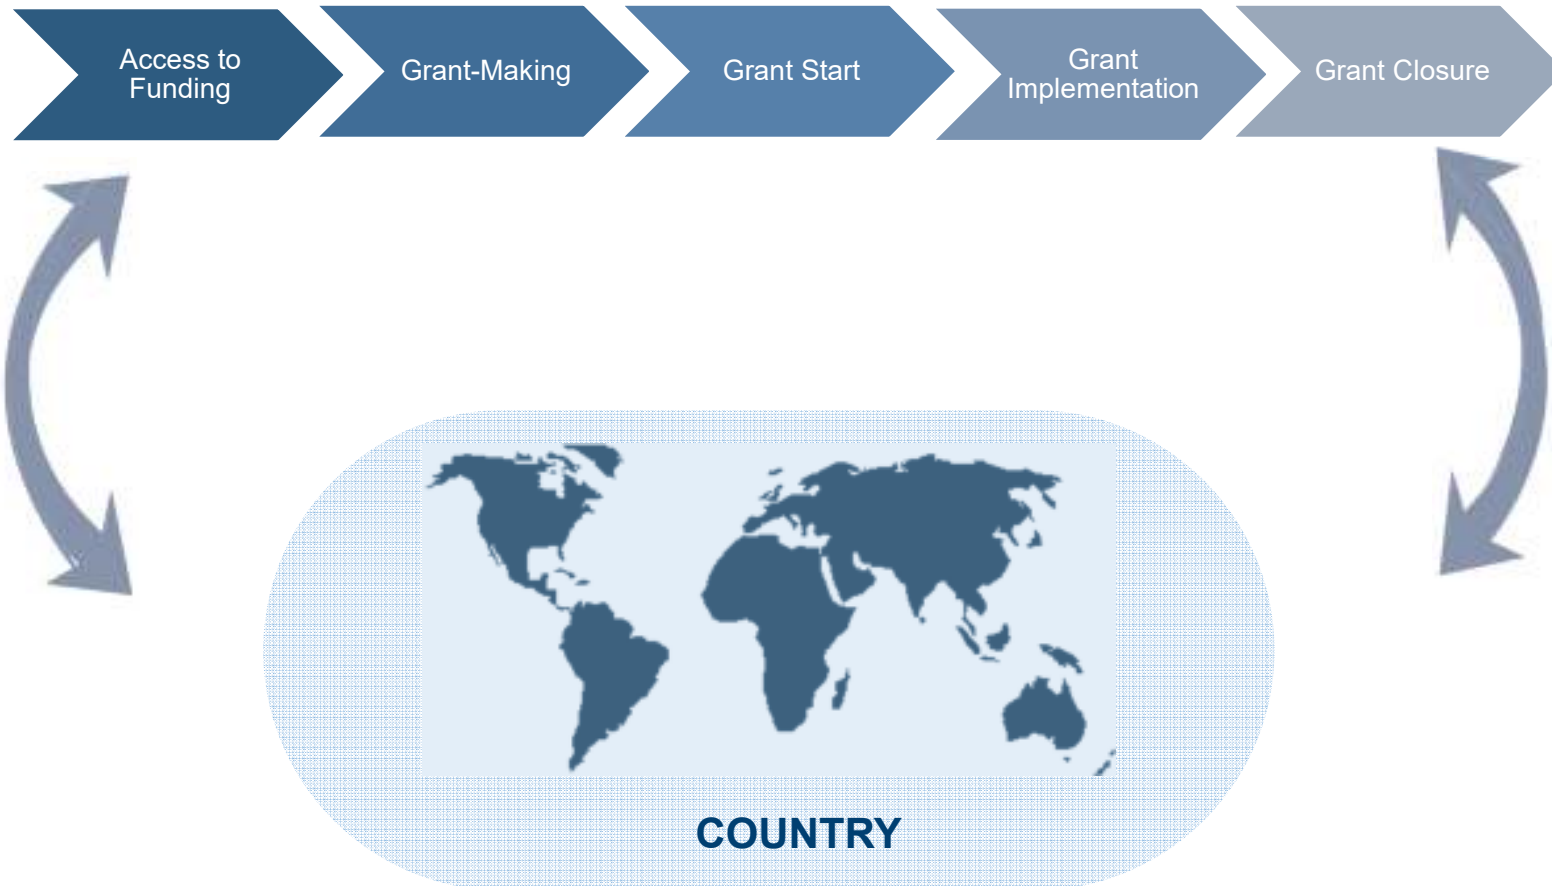 Access to
Funding
Grant-Making
Grant Start
Grant
Implementation
Grant Closure
COUNTRY